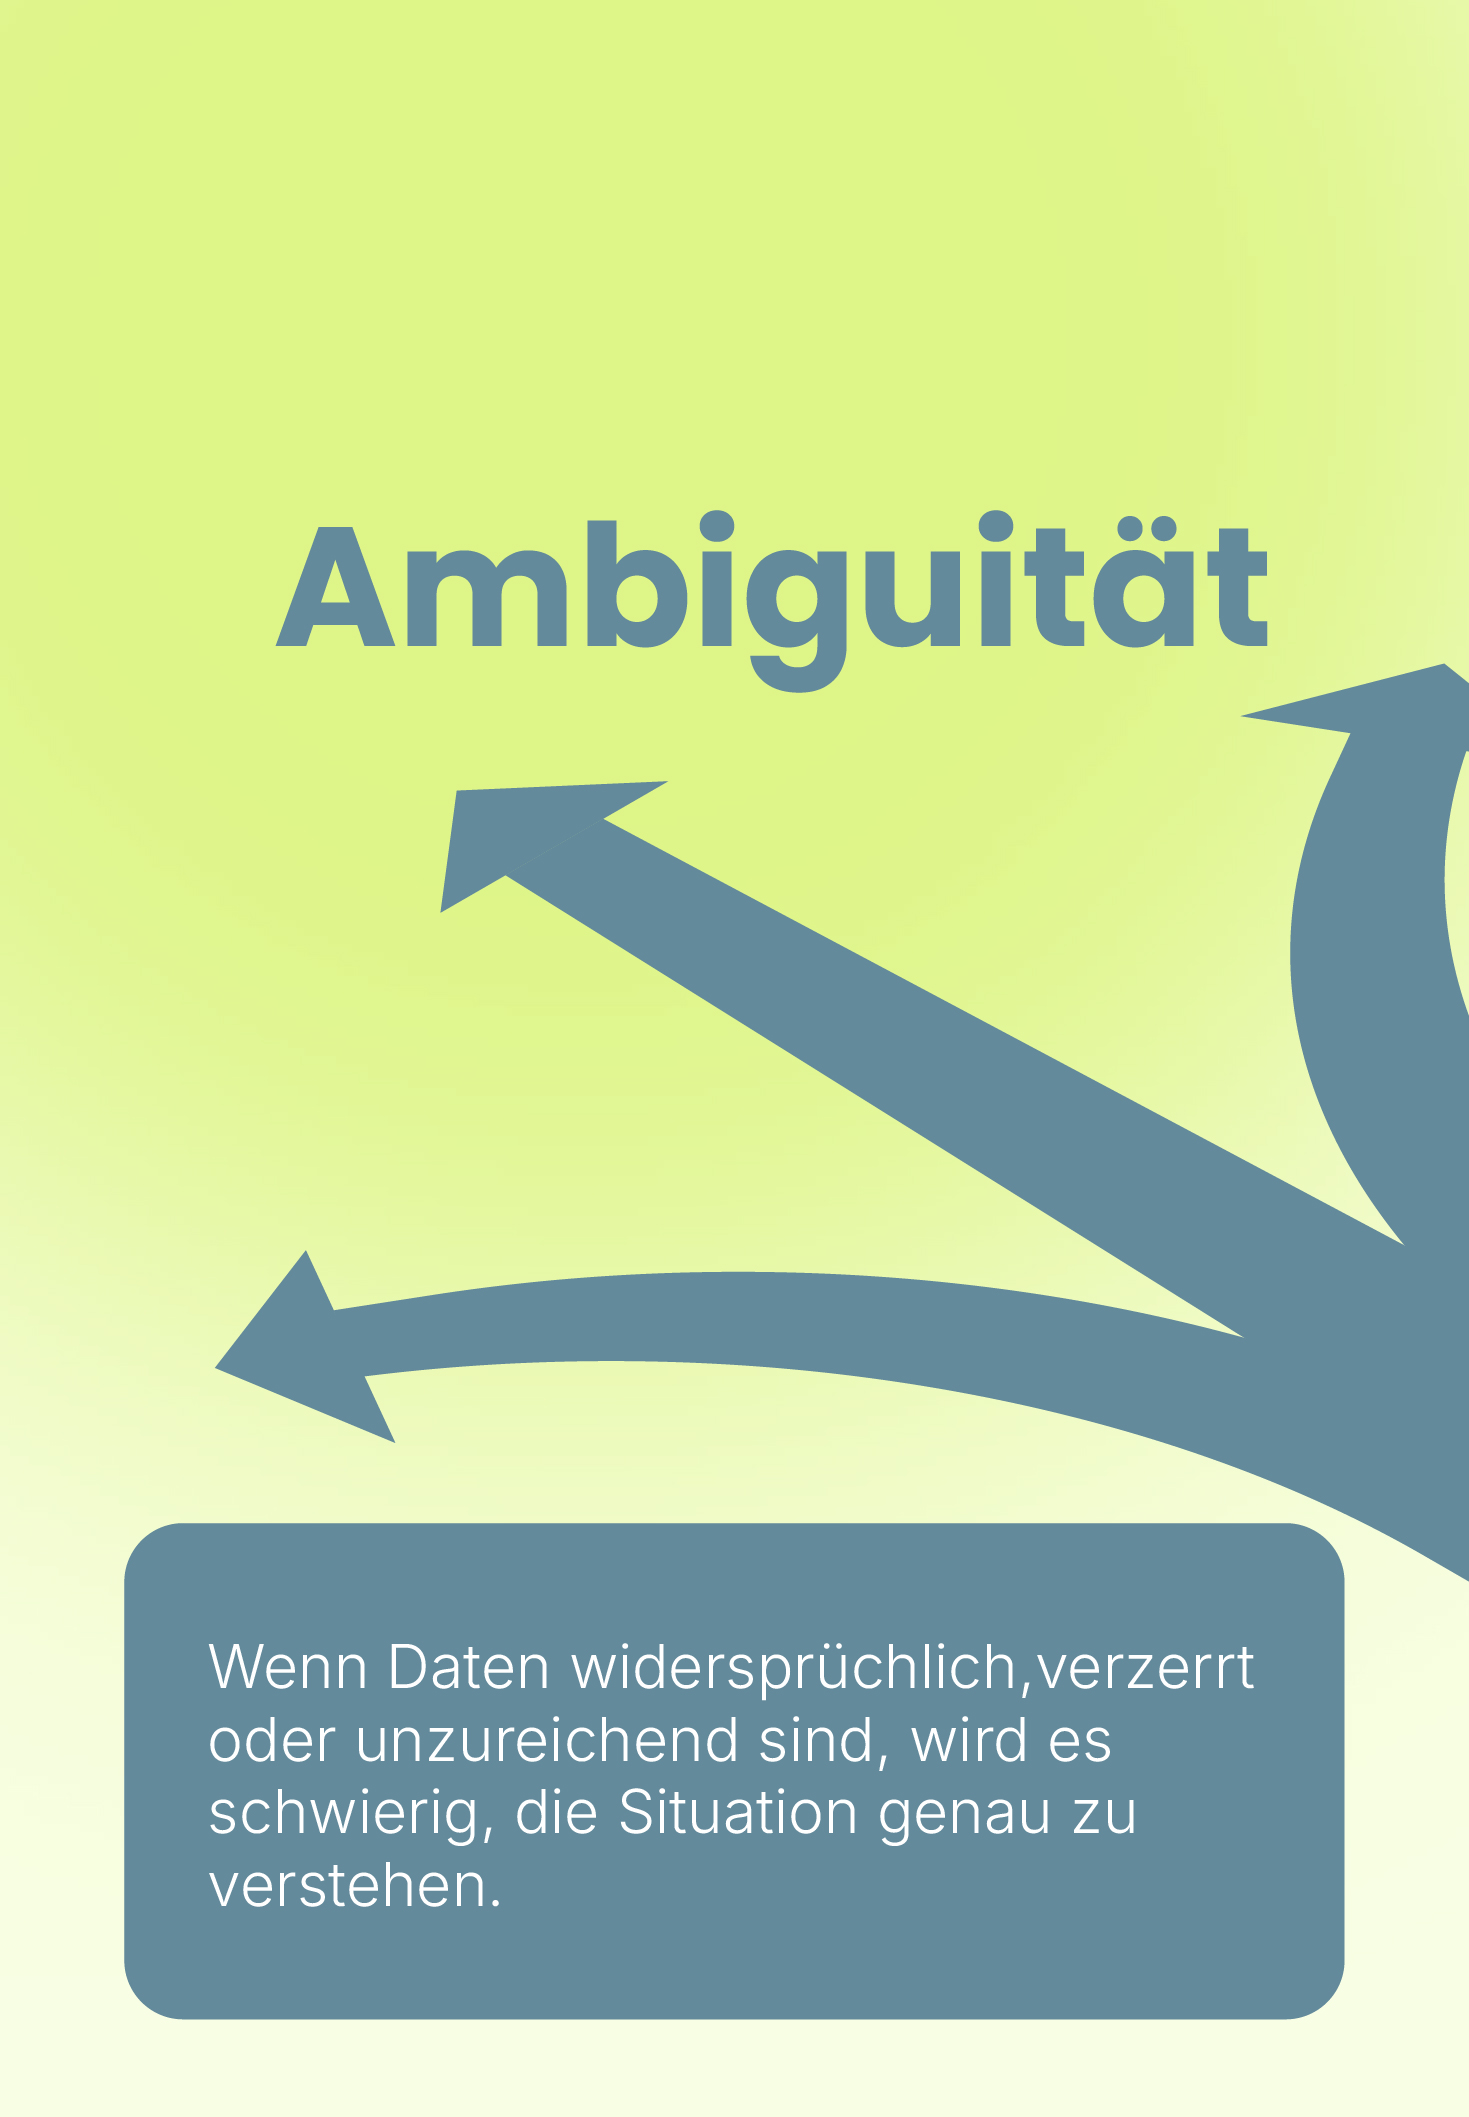 Ambiguität
Wenn Daten widersprüchlich,verzerrt
oder unzureichend sind, wird es
schwierig, die Situation genau zu
verstehen.